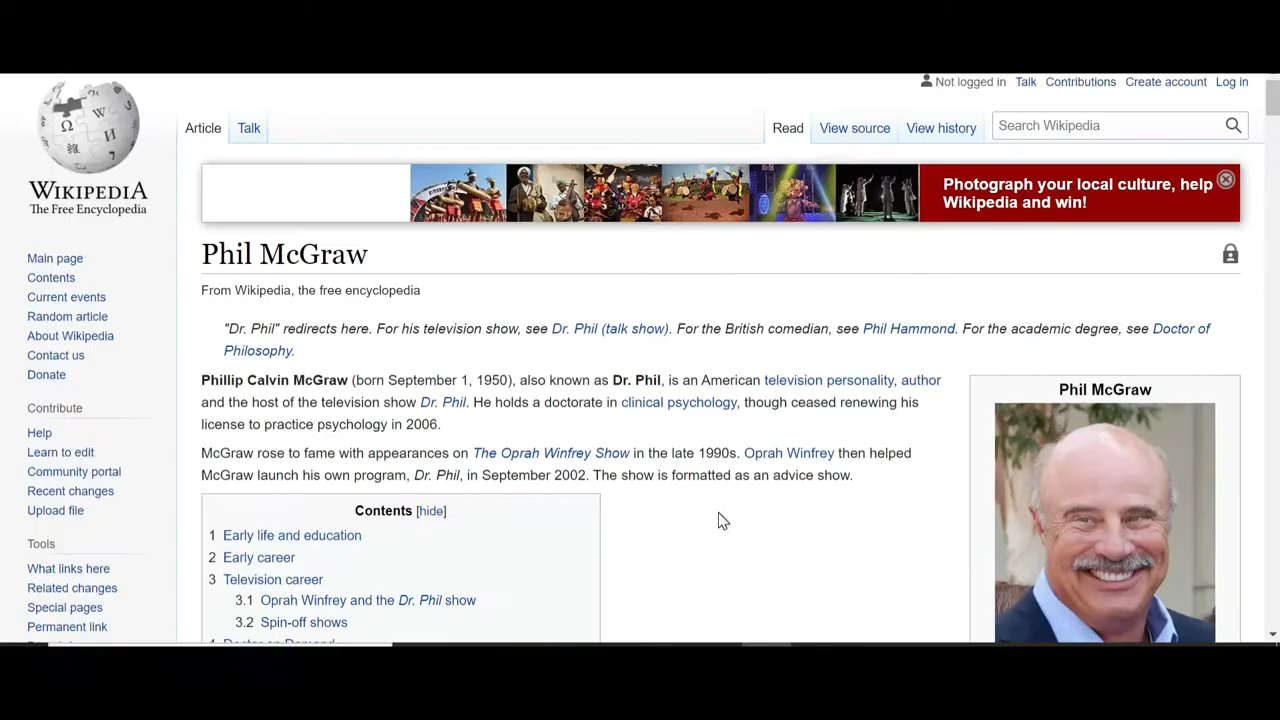 Not logged in Talk Contributions Create account Log in
Article Talk Read View source View history Search Wikipedia
WIKIPEDIA
The Free Encyclopedia
Photograph your local culture, help
Wikipedia and win!
Main page
Contents
Current events
Random article
About Wikipedia
Contact us
Donate
Contribute
Help
Learn to edit
Community portal
Recent changes
Upload file
Tools
What links here
Related changes
Special pages
Permanent link
Phil McGraw
From Wikipedia, the free encyclopedia
"Dr. Phil" redirects here. For his television show, see Dr. Phil (talk show). For the British comedian, see Phil Hammond. For the academic degree, see Doctor of
Philosophy.
Phillip Calvin McGraw (born September 1, 1950), also known as Dr. Phil, is an American television personality, author
and the host of the television show Dr. Phil. He holds a doctorate in clinical psychology, though ceased renewing his
license to practice psychology in 2006.
McGraw rose to fame with appearances on The Oprah Winfrey Show in the late 1990s. Oprah Winfrey then helped
McGraw launch his own program, Dr. Phil, in September 2002. The show is formatted as an advice show.
Contents [hide]
1 Early life and education
2 Early career
3 Television career
3.1 Oprah Winfrey and the Dr. Phil show
3.2 Spin-off shows
4 Doctor on Demand
Phil McGraw